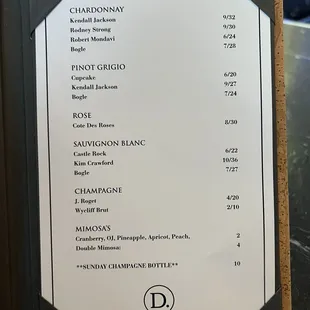 CHARDONNAY
Kendall Jackson 9/32
Rodney Strong 9/30
Robert Mondavi 6/24
Bogle 7/28
PINOT GRIGIO
Cupcake 6/20
Kendall Jackson 9/27
Bogle 7/24
ROSE
Cote Des Roses 8/30
SAUVIGNON BLANC
Castle Rock 6/22
Kim Crawford 10/36
Bogle 7/27
CHAMPAGNE
J. Roget 4/20
Wycliff Brut 2/10
MIMOSA'S
Cranberry, OJ, Pineapple, Apricot, Peach, 2
Double Mimosa: 4
**SUNDAY CHAMPAGNE BOTTLE** 10
D.